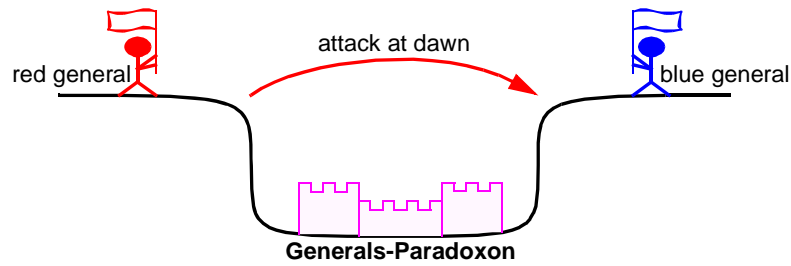 attack at dawn
red general
blue general
Generals-Paradoxon